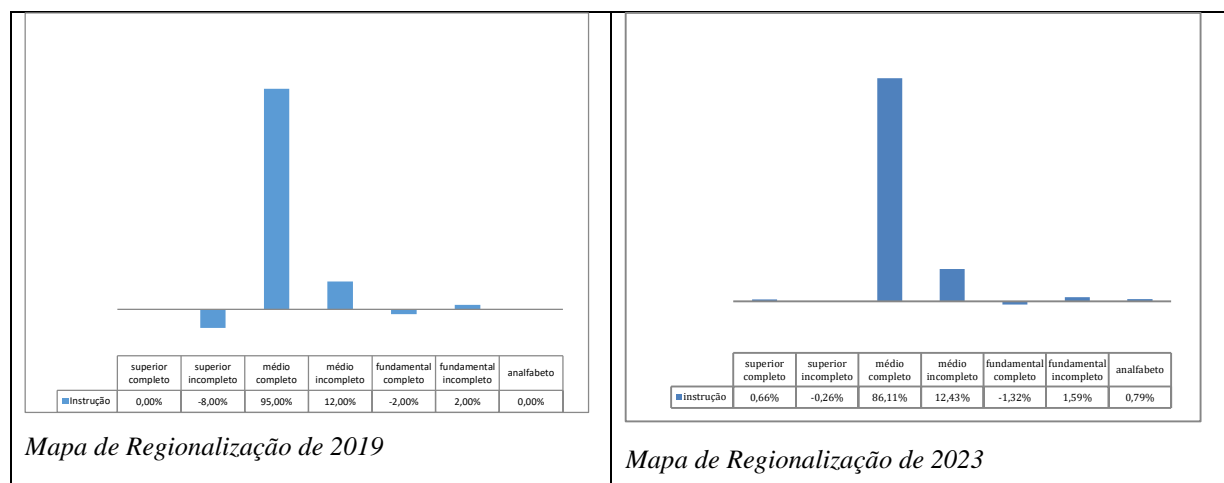 superior completo
superior incompleto
médio completo
médio incompleto
fundamental completo
fundamental incompleto
analfabeto
Instrução 0,00% -8,00% 95,00% 12,00% -2,00% 2,00% 0,00%
Mapa de Regionalização de 2019
superior completo
superior incompleto
médio completo
médio incompleto
fundamental completo
fundamental incompleto
analfabeto
instrução 0,66% -0,26% 86,11% 12,43% -1,32% 1,59% 0,79%
Mapa de Regionalização de 2023